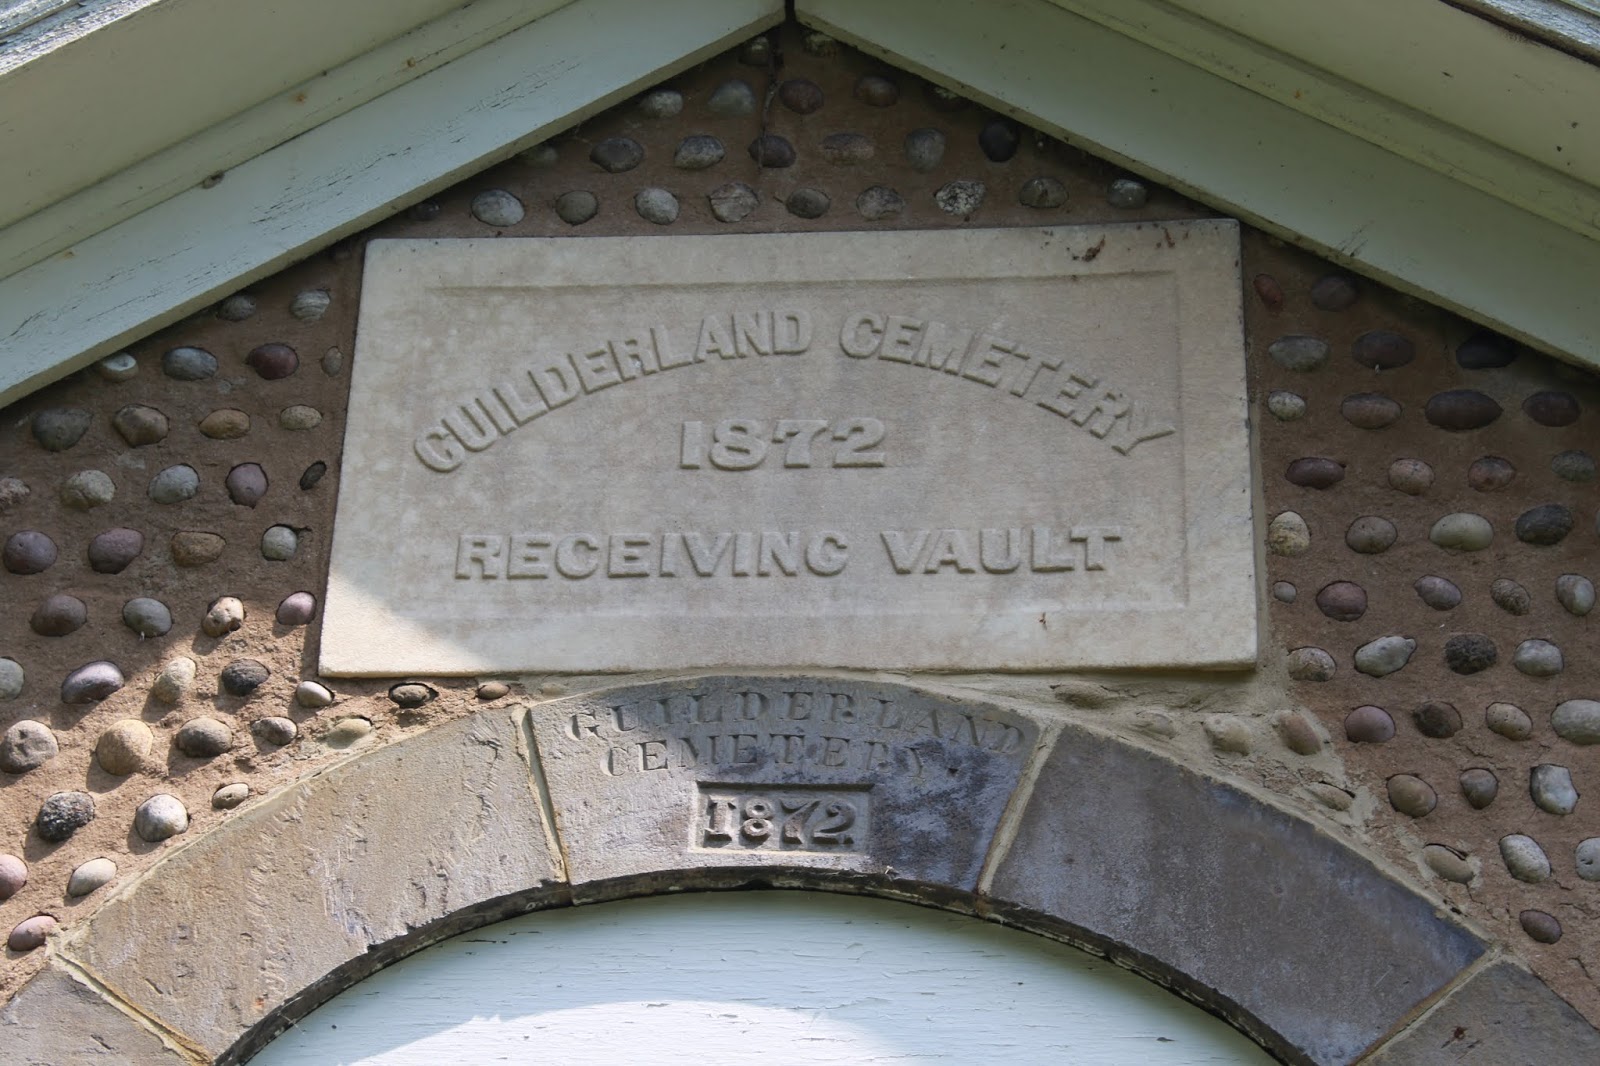 GUILDERLAND CEMETERY
1872
RECEIVING VAULT
GUILDERLAND
CEMETERY.
1872.